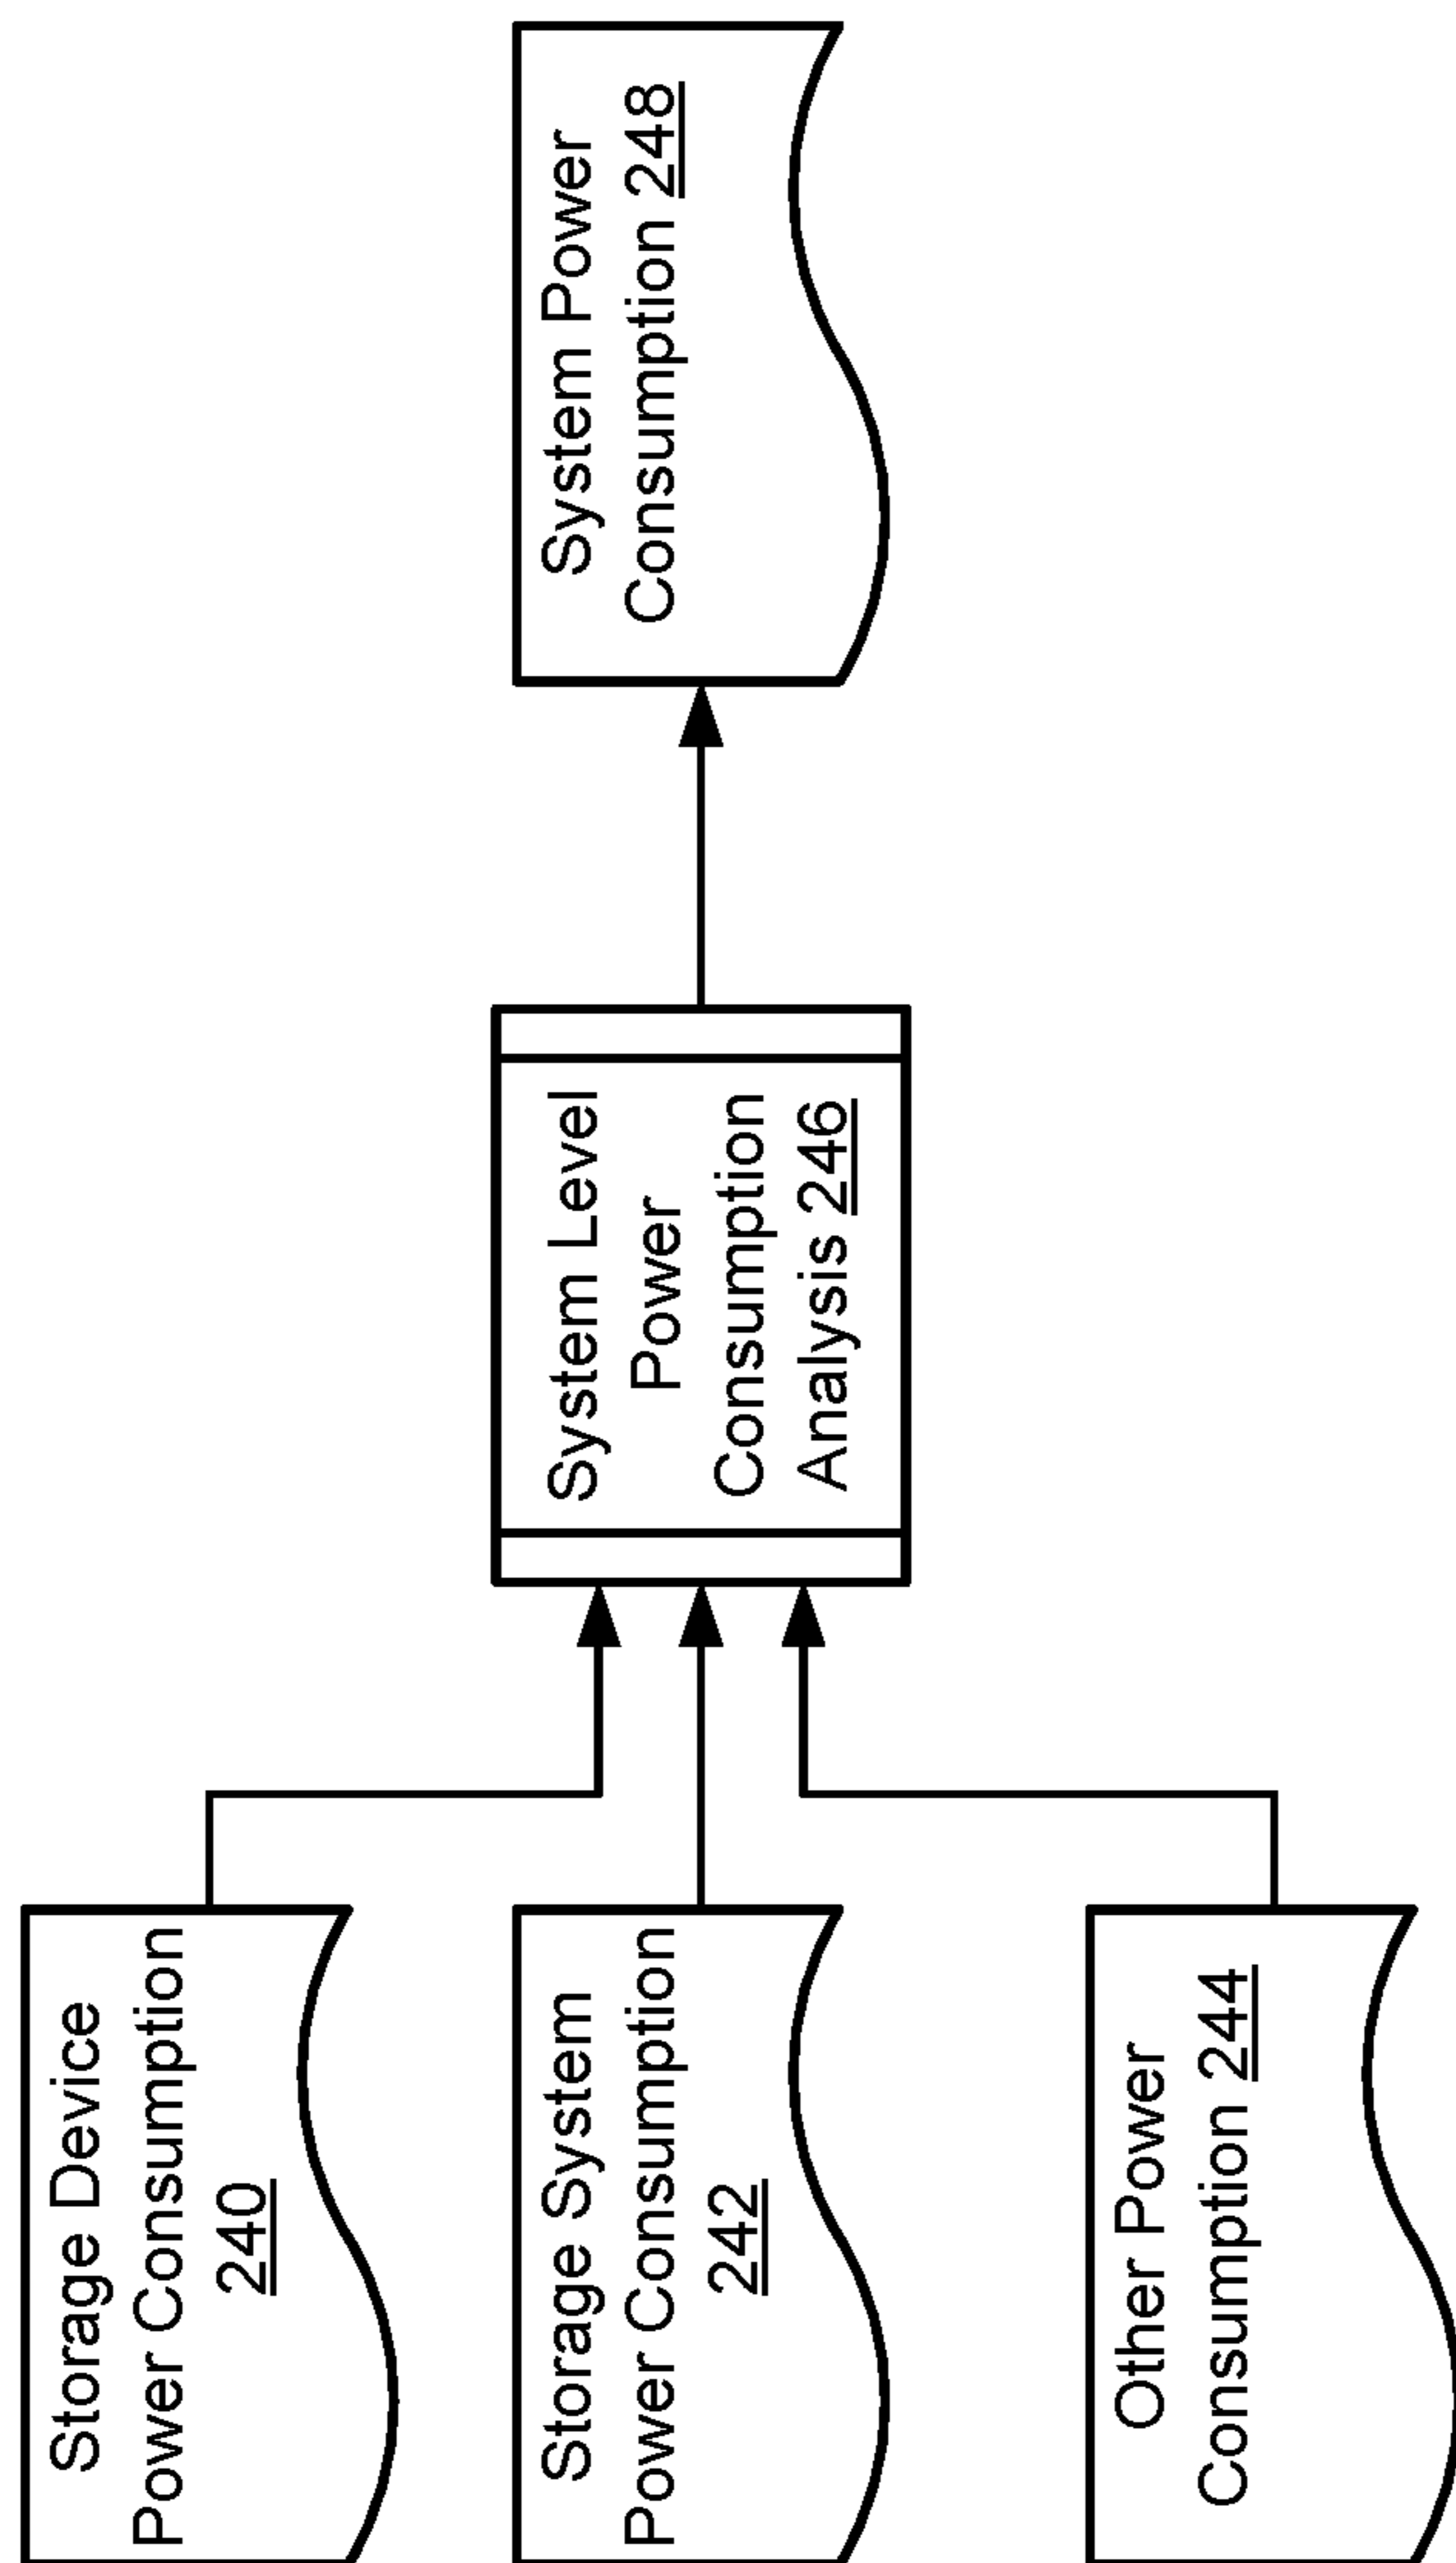 Storage Device
Power Consumption
240
Storage System
Power Consumption
242
Other Power
Consumption 244
System Level
Power
Consumption
Analysis 246
System Power
Consumption 248